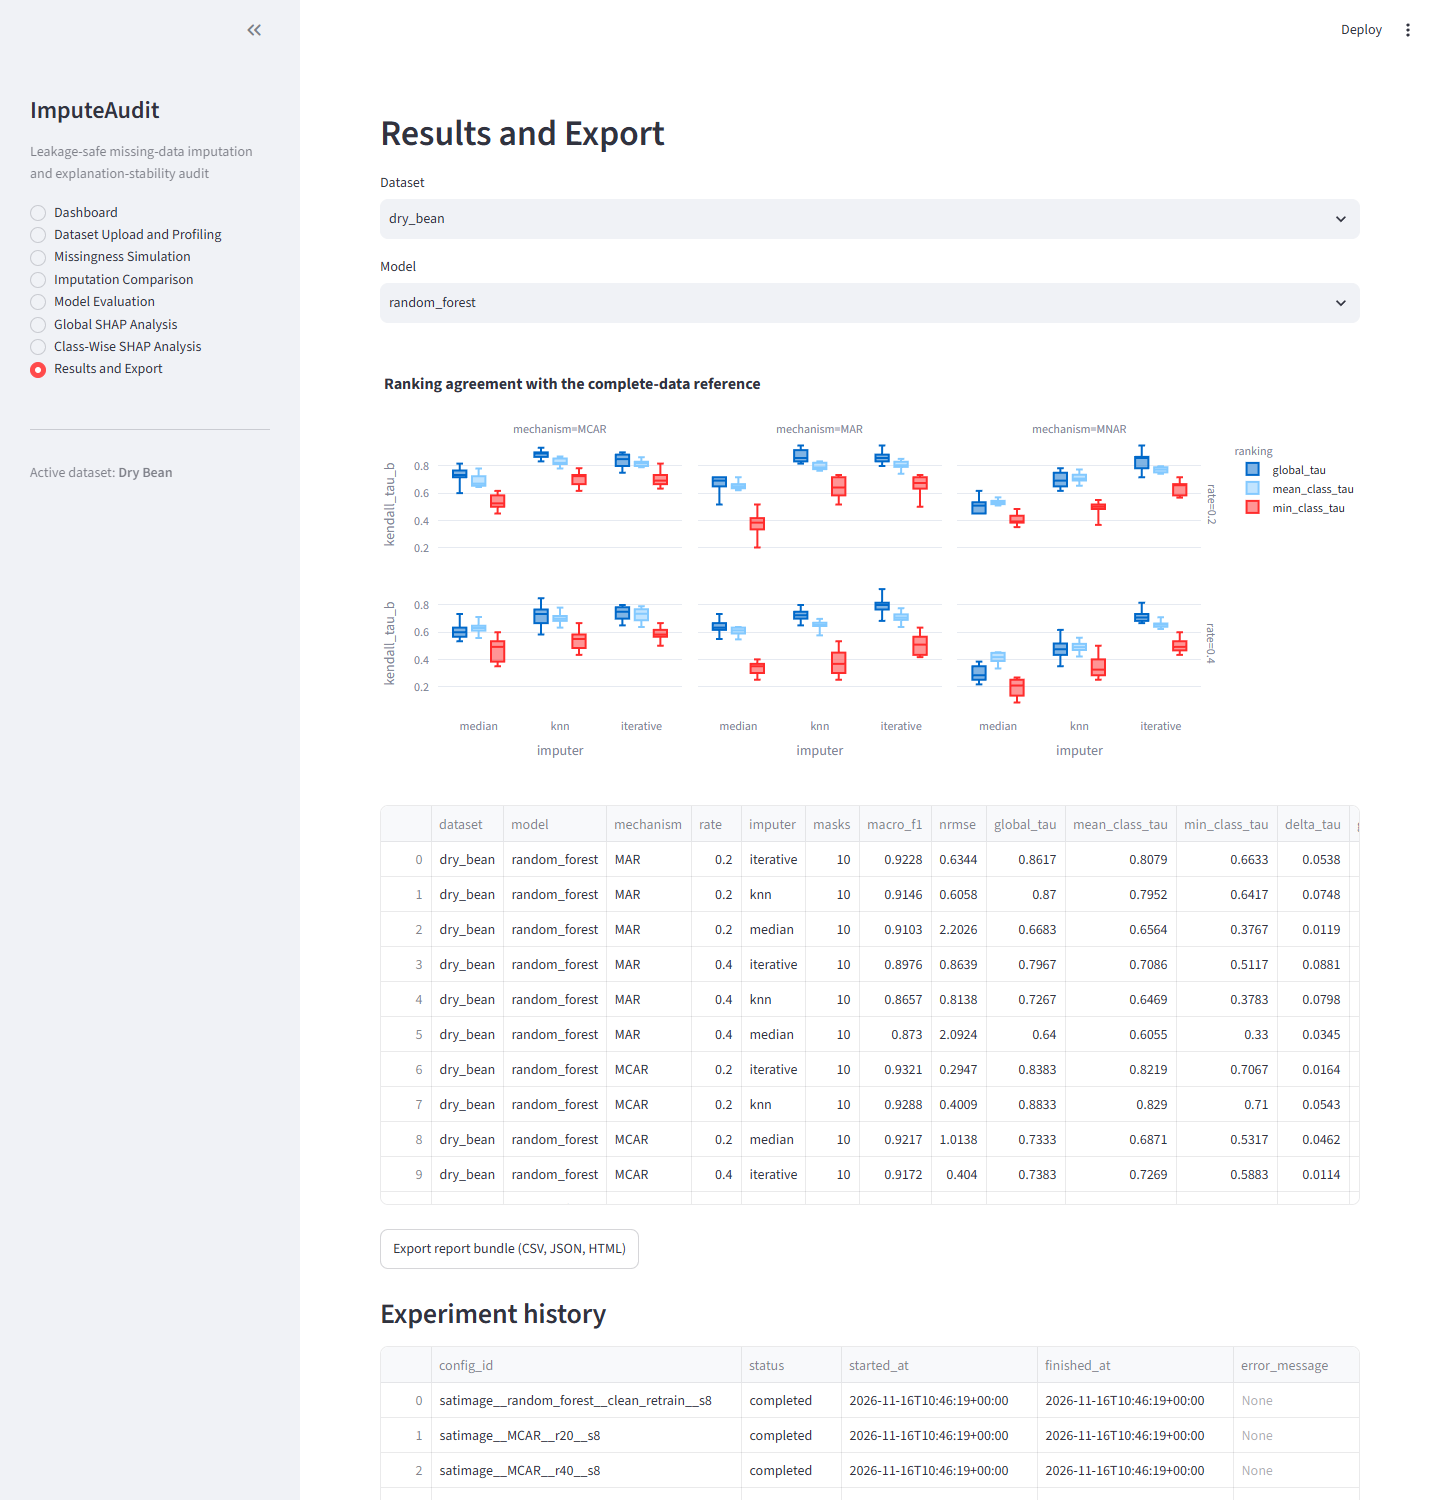 Deploy
ImputeAudit
Leakage-safe missing-data imputation
and explanation-stability audit
Dashboard
Dataset Upload and Profiling
Missingness Simulation
Imputation Comparison
Model Evaluation
Global SHAP Analysis
Class-Wise SHAP Analysis
Results and Export
Active dataset: Dry Bean
Results and Export
Dataset
dry_bean
Model
random_forest
Ranking agreement with the complete-data reference
mechanism=MCAR mechanism=MAR mechanism=MNAR
ranking
global_tau
mean_class_tau
min_class_tau
kendall_tau_b
0.8
0.6
0.4
0.2
rate=0.2
kendall_tau_b
0.8
0.6
0.4
0.2
rate=0.4
median knn iterative median knn iterative median knn iterative
imputer imputer imputer
dataset model mechanism rate imputer masks macro_f1 nrmse global_tau mean_class_tau min_class_tau delta_tau
0 dry_bean random_forest MAR 0.2 iterative 10 0.9228 0.6344 0.8617 0.8079 0.6633 0.0538
1 dry_bean random_forest MAR 0.2 knn 10 0.9146 0.6058 0.87 0.7952 0.6417 0.0748
2 dry_bean random_forest MAR 0.2 median 10 0.9103 2.2026 0.6683 0.6564 0.3767 0.0119
3 dry_bean random_forest MAR 0.4 iterative 10 0.8976 0.8639 0.7967 0.7086 0.5117 0.0881
4 dry_bean random_forest MAR 0.4 knn 10 0.8657 0.8138 0.7267 0.6469 0.3783 0.0798
5 dry_bean random_forest MAR 0.4 median 10 0.873 2.0924 0.64 0.6055 0.33 0.0345
6 dry_bean random_forest MCAR 0.2 iterative 10 0.9321 0.2947 0.8383 0.8219 0.7067 0.0164
7 dry_bean random_forest MCAR 0.2 knn 10 0.9288 0.4009 0.8833 0.829 0.71 0.0543
8 dry_bean random_forest MCAR 0.2 median 10 0.9217 1.0138 0.7333 0.6871 0.5317 0.0462
9 dry_bean random_forest MCAR 0.4 iterative 10 0.9172 0.404 0.7383 0.7269 0.5883 0.0114
Export report bundle (CSV, JSON, HTML)
Experiment history
config_id status started_at finished_at error_message
0 satimage__random_forest__clean_retrain__s8 completed 2026-11-16T10:46:19+00:00 2026-11-16T10:46:19+00:00 None
1 satimage__MCAR__r20__s8 completed 2026-11-16T10:46:19+00:00 2026-11-16T10:46:19+00:00 None
2 satimage__MCAR__r40__s8 completed 2026-11-16T10:46:19+00:00 2026-11-16T10:46:19+00:00 None